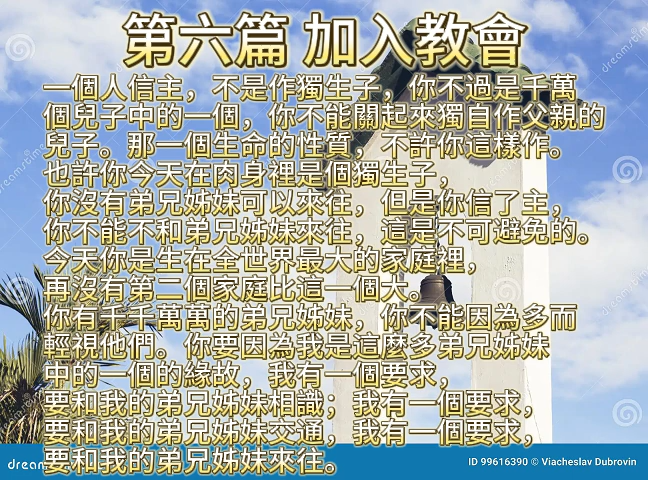 第六篇 加入教會
一個人信主，不是作獨生子，你不過是千萬
個兒子中的一個，你不能關起來獨自作父親的
兒子。那一個生命的性質，不許你這樣作。
也許你今天在肉身裡是個獨生子，
你沒有弟兄姊妹可以來往，但是你信了主，
你不能不和弟兄姊妹來往，這是不可避免的。
今天你是生在全世界最大的家庭裡，
再沒有第二個家庭比這一個大。
你有千千萬萬的弟兄姊妹，你不能因為多而
輕視他們。你要因為我是這麼多弟兄姊妹
中的一個的緣故，我有一個要求，
要和我的弟兄姊妹相識；我有一個要求，
要和我的弟兄姊妹交通，我有一個要求，
要和我的弟兄姊妹來往。
ID 99616390 © Viacheslav Dubrovin